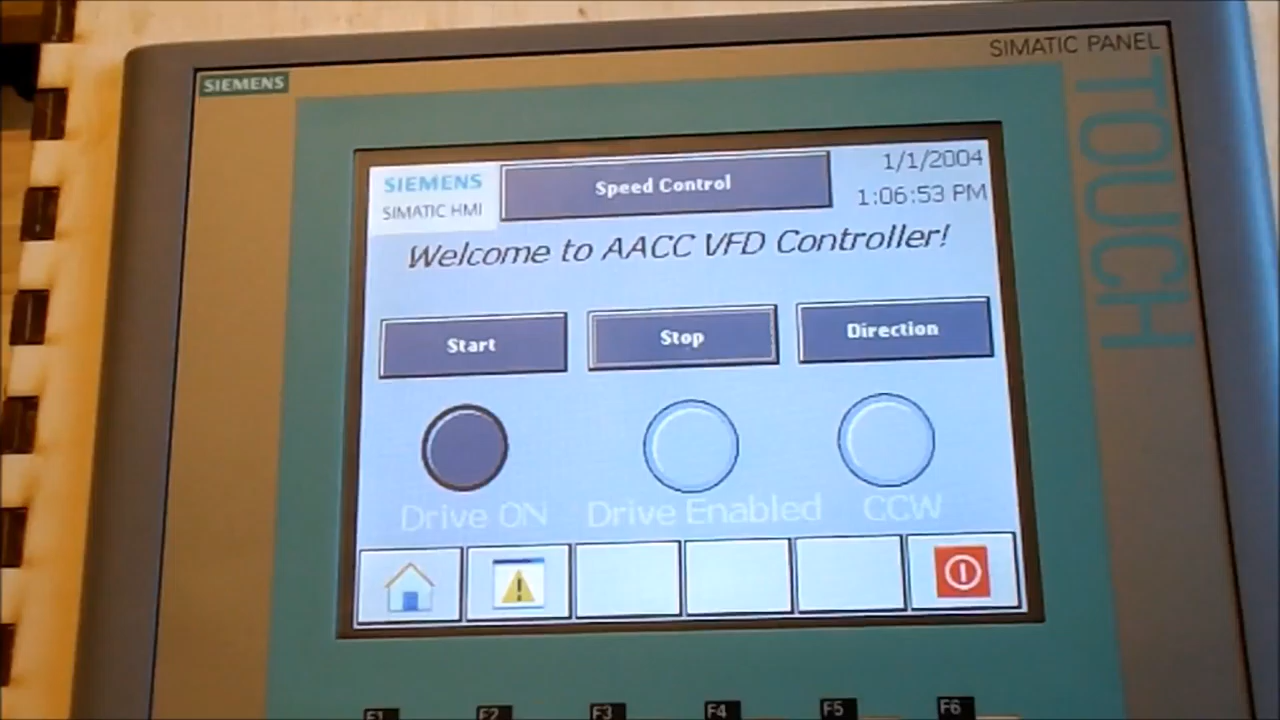 SIEMENS
SIMATIC PANEL
TOUCH
SIEMENS
SIMATIC HMI
Speed Control
1/1/2004
1:06:53 PM
Welcome to AACC VFD Controller!
Start
Stop
Direction
Drive ON
Drive Enabled
CCW
F1
F2
F3
F4
F5
F6